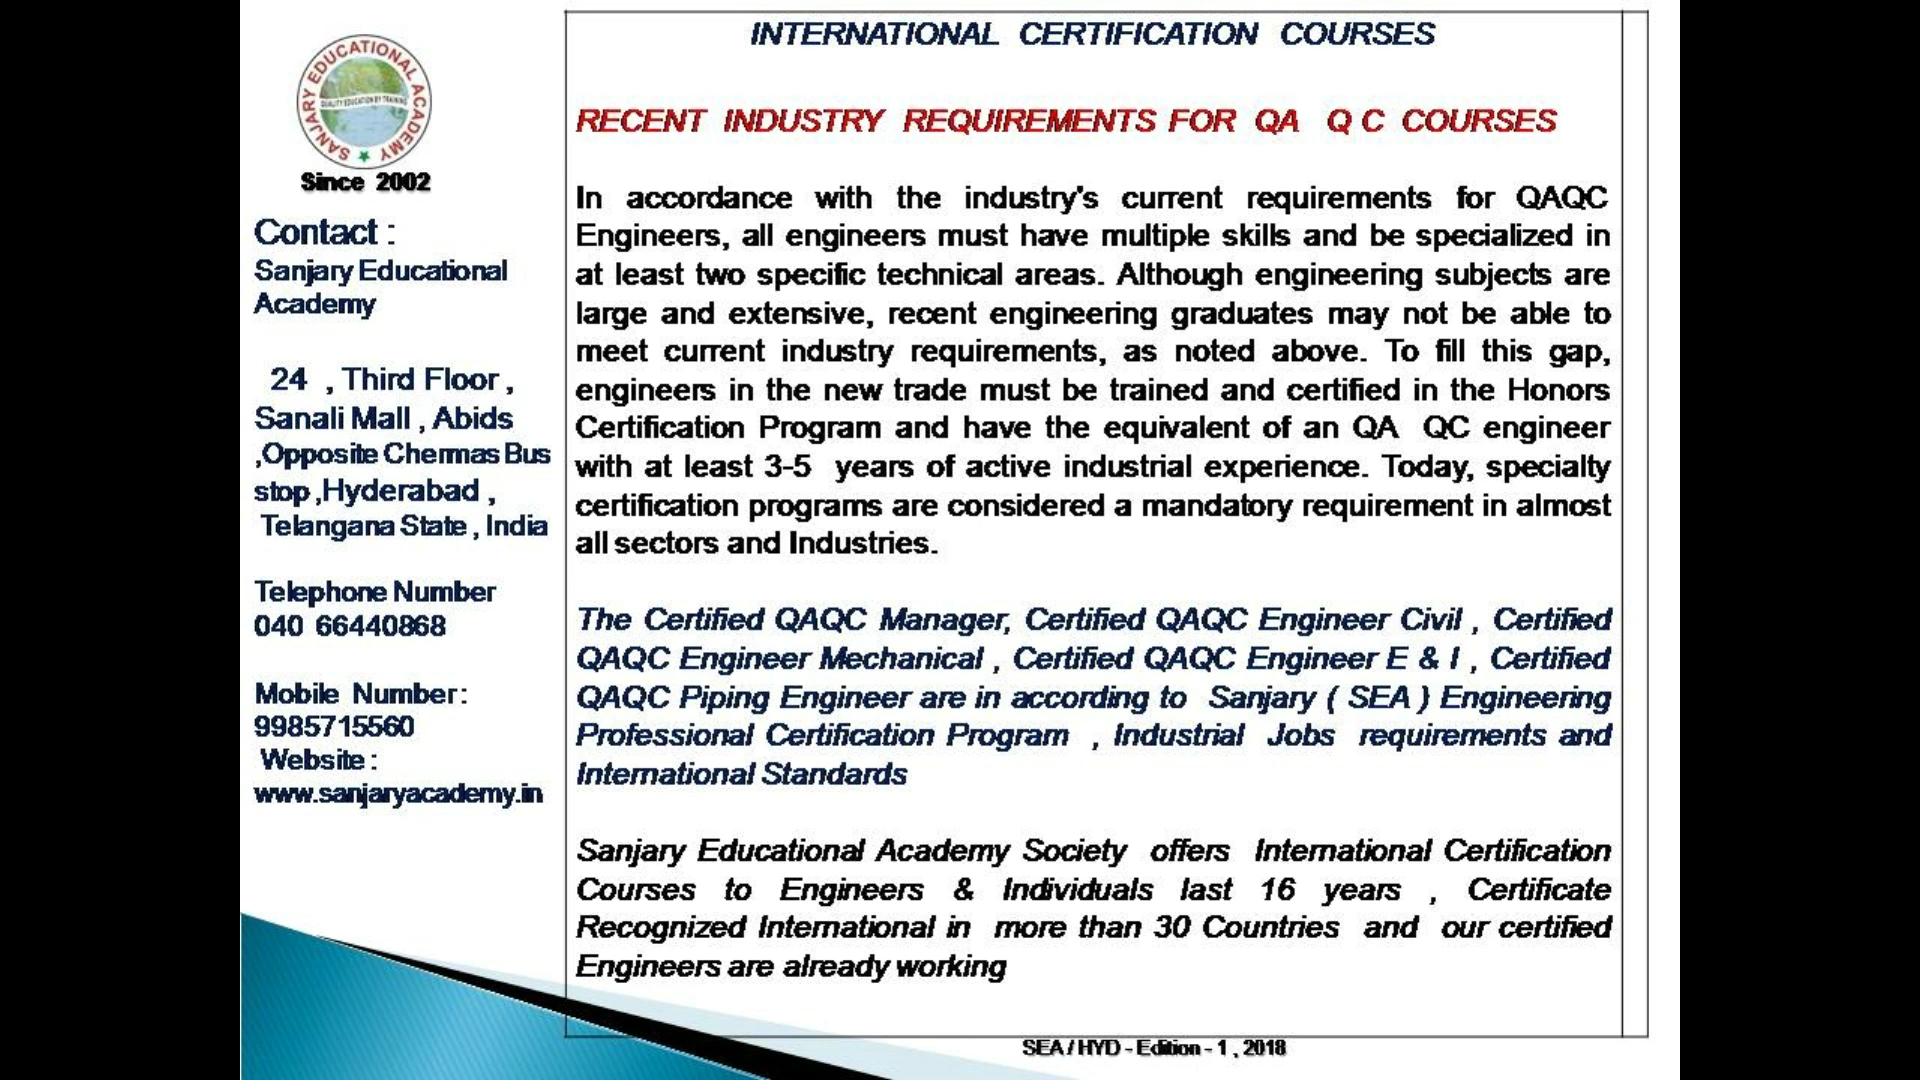 SANJARY EDUCATIONAL ACADEMY
QUALITY EDUCATION BY TRAINING
Since 2002
Contact :
Sanjary Educational
Academy
24 , Third Floor ,
Sanali Mall , Abids
,Opposite Chermas Bus
stop ,Hyderabad ,
Telangana State , India
Telephone Number
040 66440868
Mobile Number :
9985715560
Website :
www.sanjaryacademy.in
INTERNATIONAL CERTIFICATION COURSES
RECENT INDUSTRY REQUIREMENTS FOR QA Q C COURSES
In accordance with the industry's current requirements for QAQC
Engineers, all engineers must have multiple skills and be specialized in
at least two specific technical areas. Although engineering subjects are
large and extensive, recent engineering graduates may not be able to
meet current industry requirements, as noted above. To fill this gap,
engineers in the new trade must be trained and certified in the Honors
Certification Program and have the equivalent of an QA QC engineer
with at least 3-5 years of active industrial experience. Today, specialty
certification programs are considered a mandatory requirement in almost
all sectors and Industries.
The Certified QAQC Manager, Certified QAQC Engineer Civil , Certified
QAQC Engineer Mechanical , Certified QAQC Engineer E & I , Certified
QAQC Piping Engineer are in according to Sanjary ( SEA ) Engineering
Professional Certification Program , Industrial Jobs requirements and
International Standards
Sanjary Educational Academy Society offers International Certification
Courses to Engineers & Individuals last 16 years , Certificate
Recognized International in more than 30 Countries and our certified
Engineers are already working
SEA / HYD - Edition - 1 , 2018